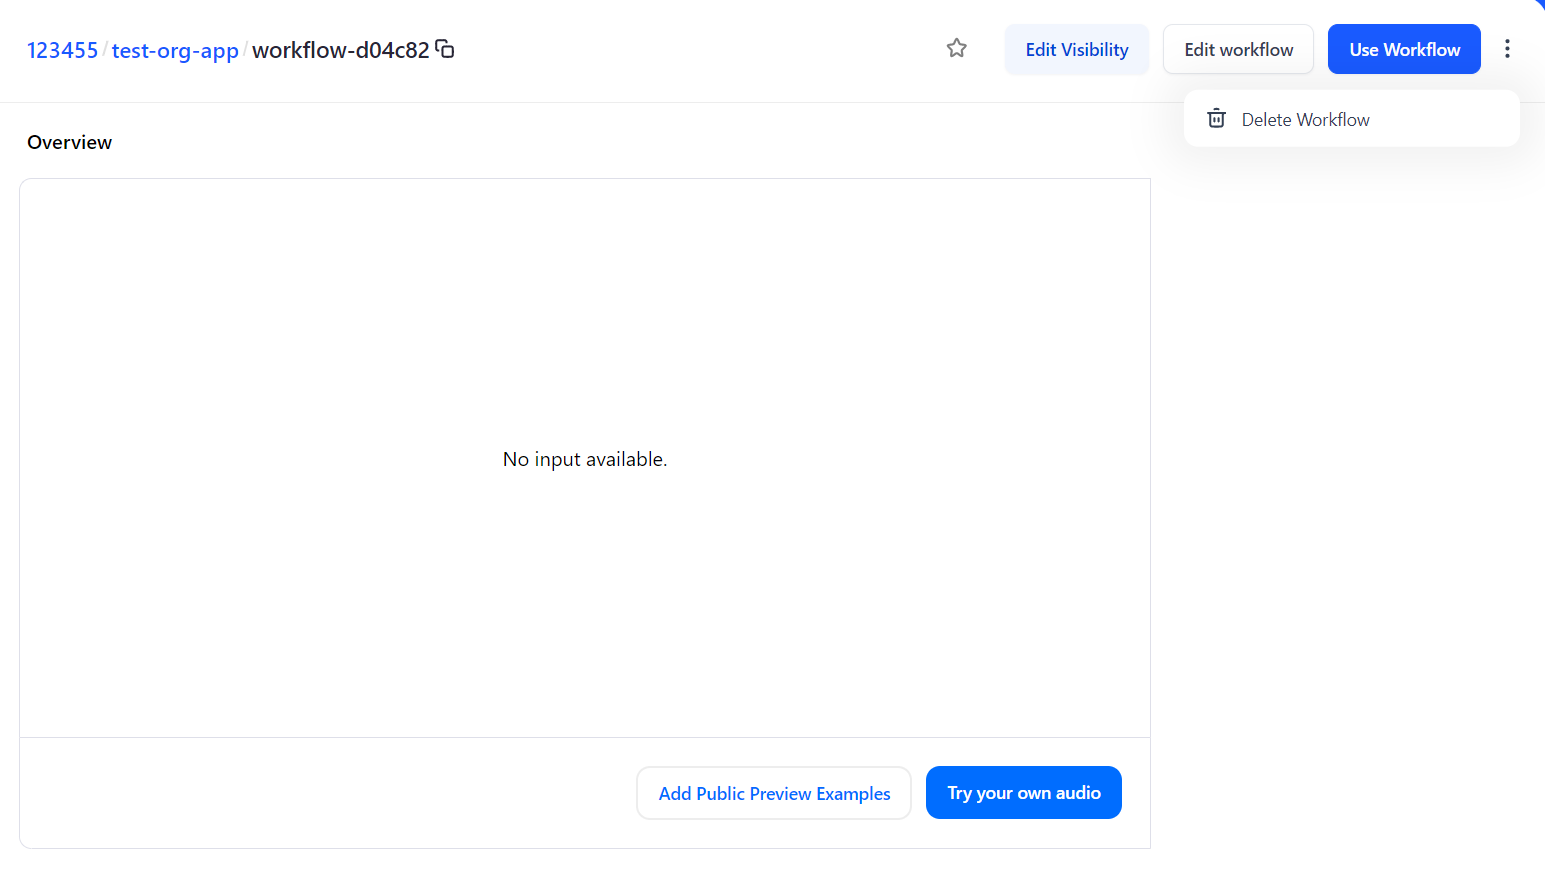 123455 / test-org-app / workflow-d04c82
Edit Visibility
Edit workflow
Use Workflow
Delete Workflow
Overview
No input available.
Add Public Preview Examples
Try your own audio